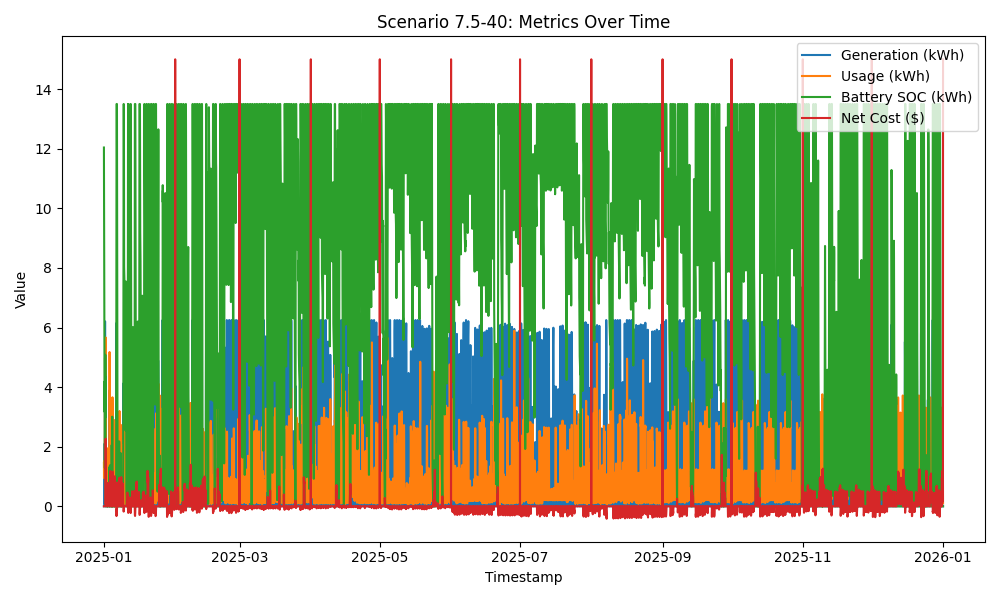 Scenario 7.5-40: Metrics Over Time
Generation (kWh)
Usage (kWh)
Battery SOC (kWh)
Net Cost ($)
Value
14
12
10
8
6
4
2
0
2025-01
2025-03
2025-05
2025-07
2025-09
2025-11
2026-01
Timestamp